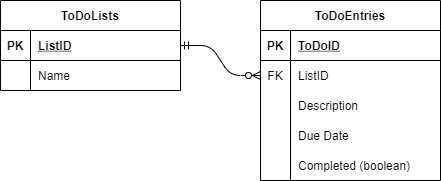 ToDoLists
PK ListID
Name
ToDoEntries
PK ToDoID
FK ListID
Description
Due Date
Completed (boolean)